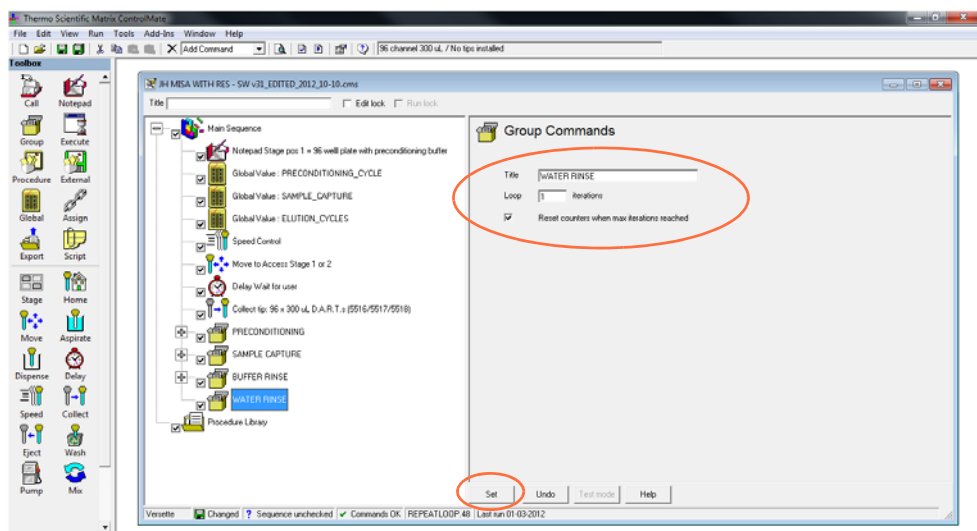 Thermo Scientific Matrix ControlMate
File Edit View Run Tools Add-Ins Window Help
Add Command 96 channel 300 uL / No tips installed
Toolbox
Call Notepad
Group Execute
Procedure External
Global Assign
Export Script
Stage Home
Move Aspirate
Dispense Delay
Speed Collect
Eject Wash
Pump Mix
JH MISA WITH RES - SW v31_EDITED_2012_10-10.cms
Title Edit lock Run lock
Main Sequence
Notepad Stage pos 1 = 96 well plate with preconditioning buffer
Global Value : PRECONDITIONING_CYCLE
Global Value : SAMPLE_CAPTURE
Global Value : ELUTION_CYCLES
Speed Control
Move to Access Stage 1 or 2
Delay Wait for user
Collect tip: 96 x 300 uL D.A.R.T.s (5516/5517/5518)
PRECONDITIONING
SAMPLE CAPTURE
BUFFER RINSE
WATER RINSE
Procedure Library
Group Commands
Title WATER RINSE
Loop 1 iterations
Reset counters when max iterations reached
Set Undo Test mode Help
Versette Changed ? Sequence unchecked Commands OK REPEATLOOP.48 Last run 01-03-2012